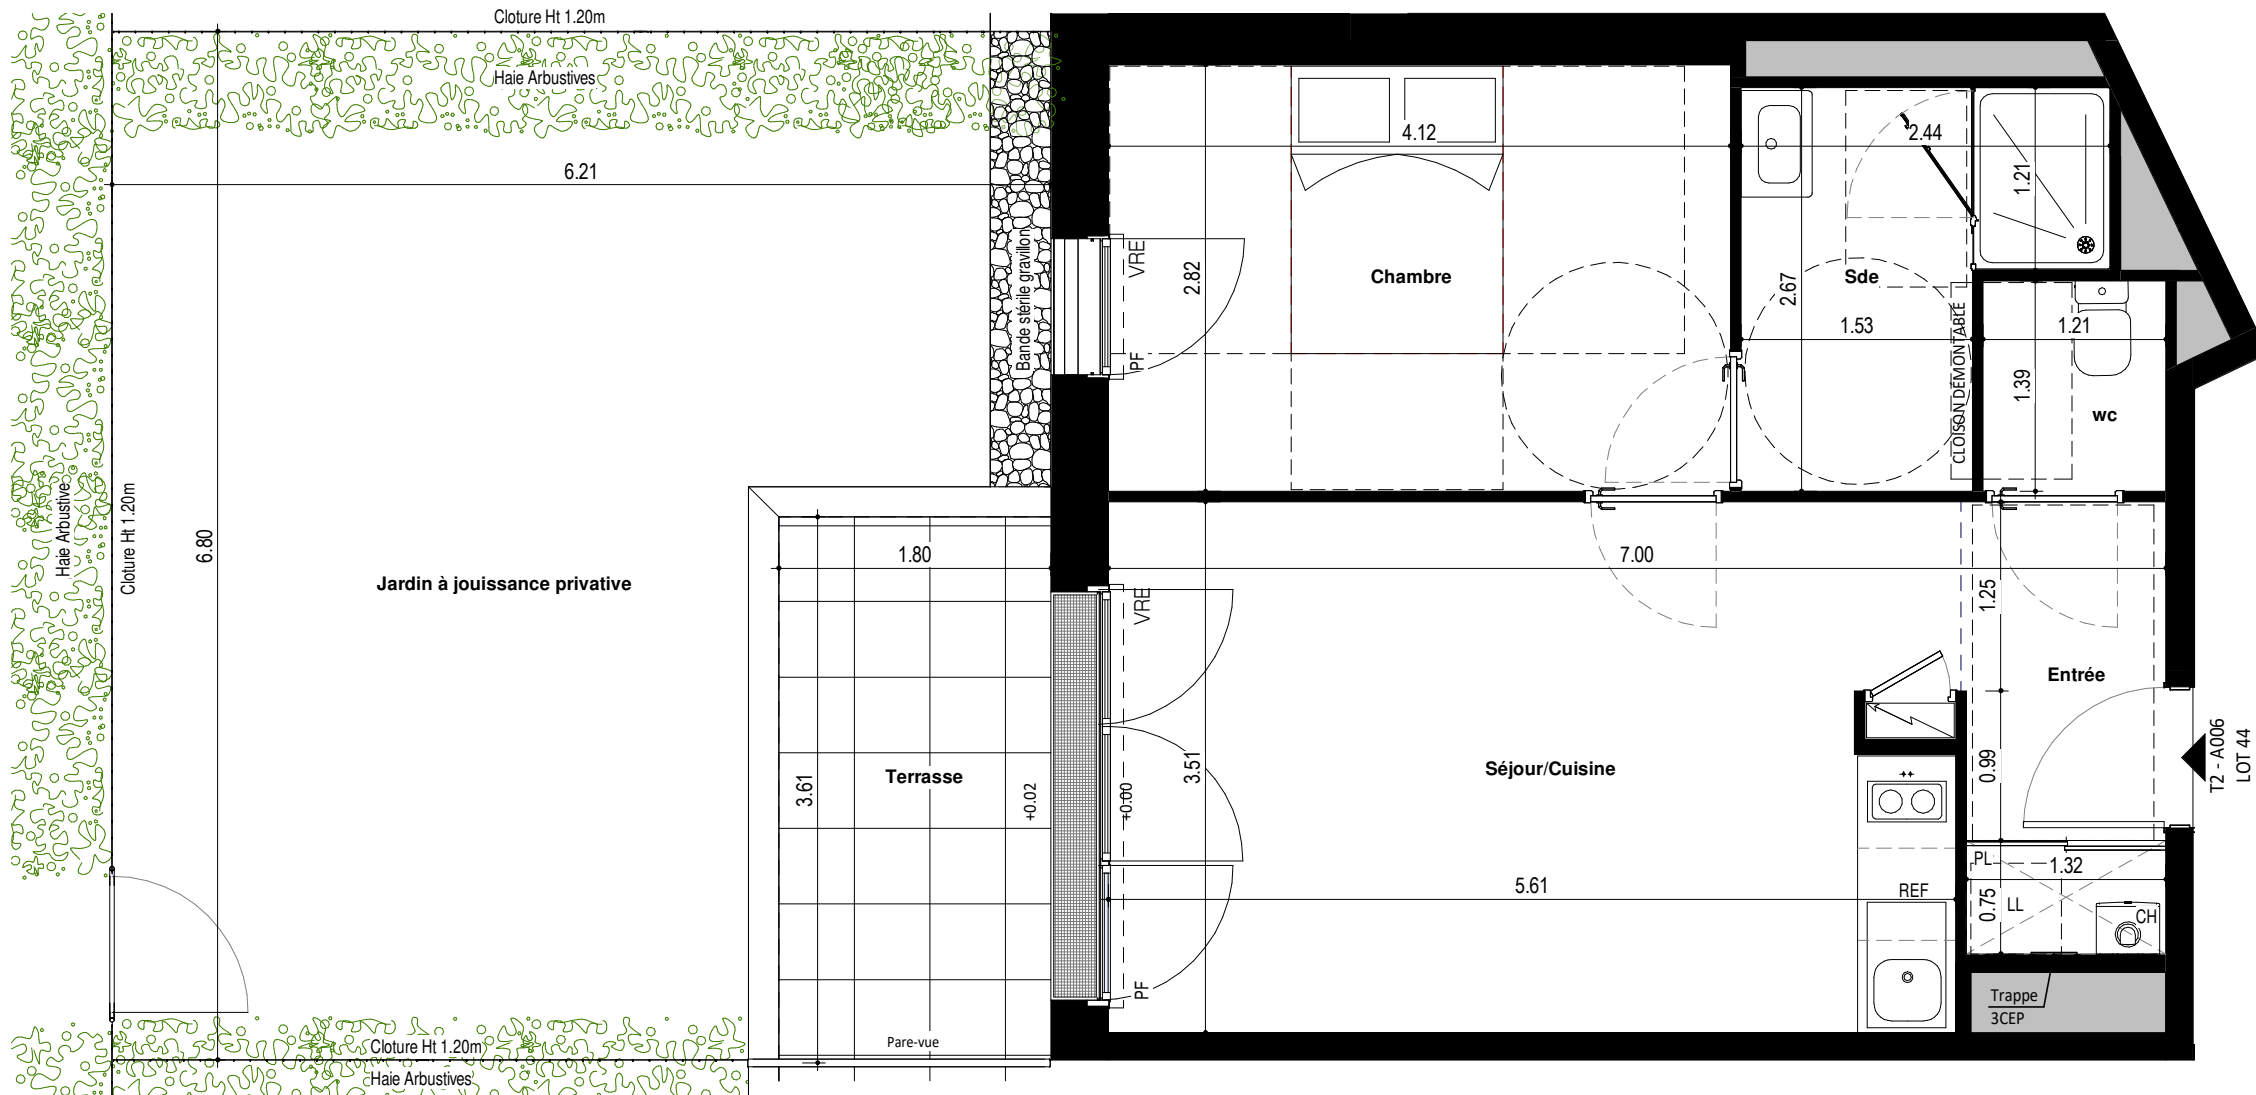 Cloture Ht 1.20m
Haie Arbustives
6.21
6.80
Haie Arbustive
Cloture Ht 1.20m
Jardin à jouissance privative
Bande stérile gravillon
1.80
3.61
Terrasse
+0.02
Pare-vue
Cloture Ht 1.20m
Haie Arbustives
4.12
2.82
VRE
PF
Chambre
2.44
1.21
2.67
Sde
1.53
CLOISON DEMONTABLE
1.21
1.39
wc
7.00
VRE
3.51
+0.00
PF
Séjour/Cuisine
5.61
REF
1.25
Entrée
0.99
PL
1.32
0.75
LL
CH
Trappe
3CEP
T2 - A006
LOT 44